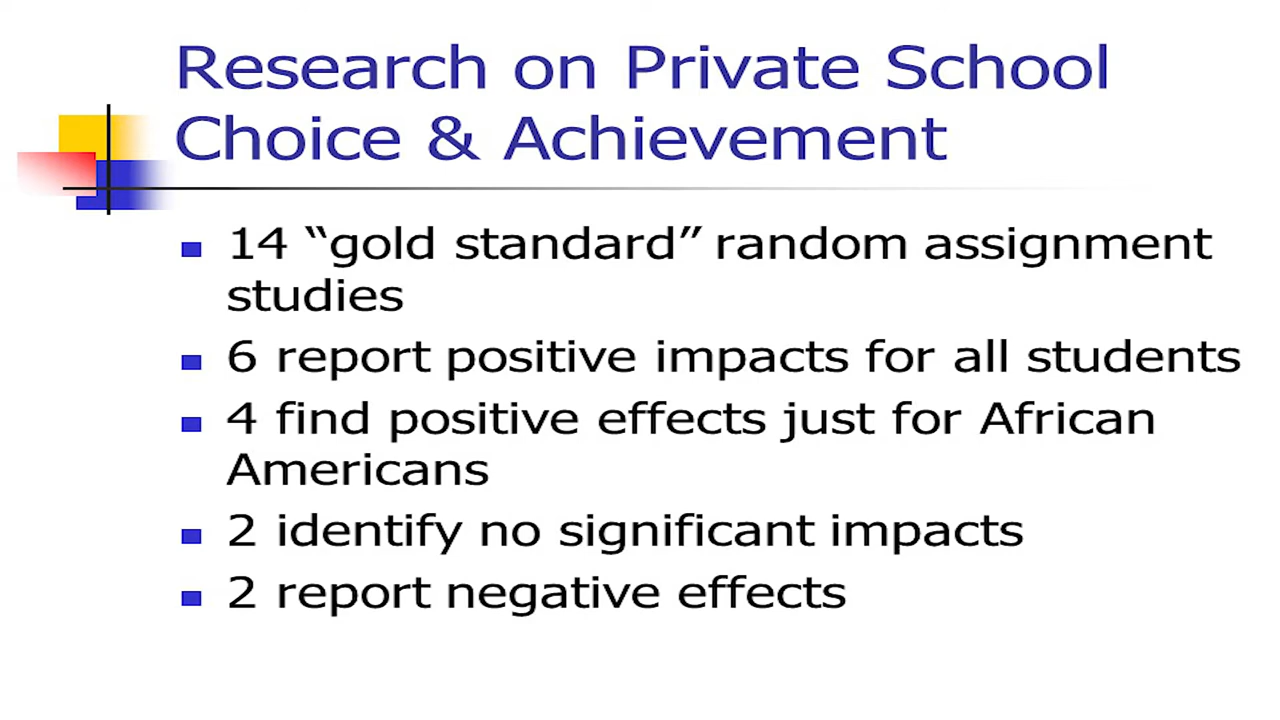 Research on Private School
Choice & Achievement
14 “gold standard” random assignment
studies
6 report positive impacts for all students
4 find positive effects just for African
Americans
2 identify no significant impacts
2 report negative effects